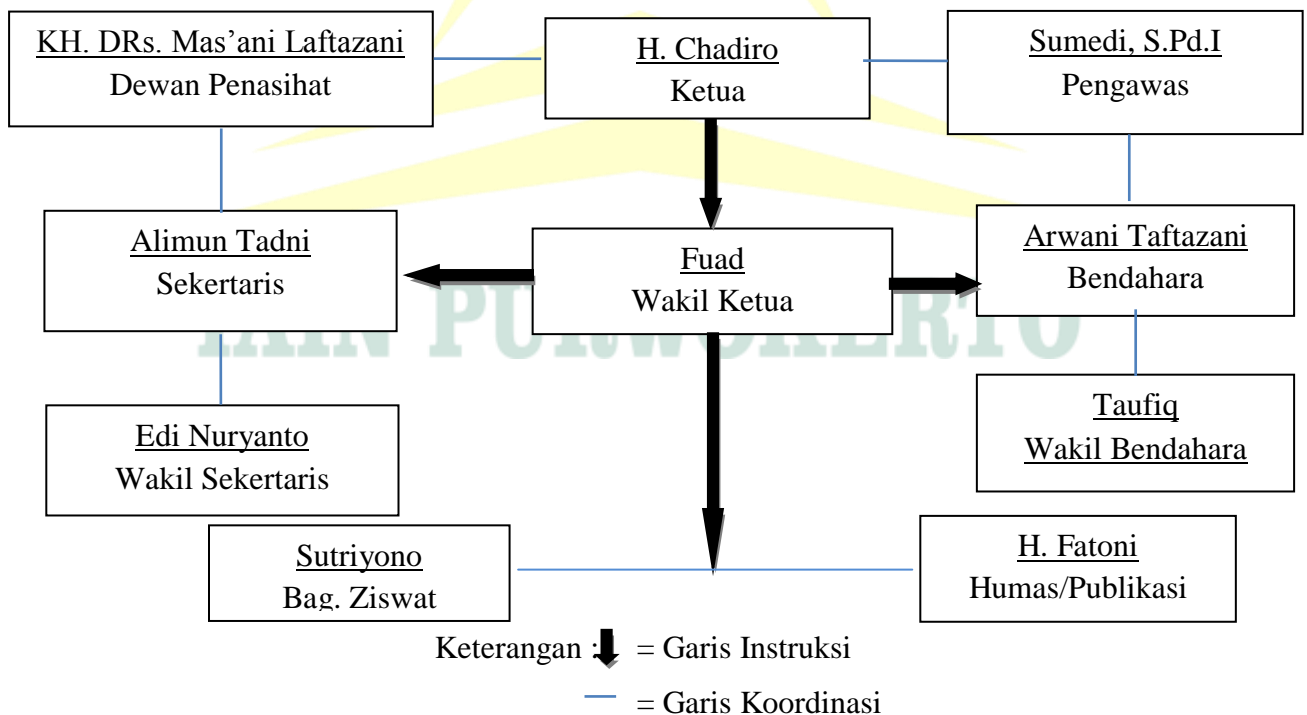 KH. DRs. Mas’ani Laftazani
Dewan Penasihat
H. Chadiro
Ketua
Sumedi, S.Pd.I
Pengawas
Alimun Tadni
Sekertaris
Fuad
Wakil Ketua
Arwani Taftazani
Bendahara
IAIN PURWOKERTO
Edi Nuryanto
Wakil Sekertaris
Taufiq
Wakil Bendahara
Sutriyono
Bag. Ziswat
H. Fatoni
Humas/Publikasi
Keterangan : = Garis Instruksi
= Garis Koordinasi